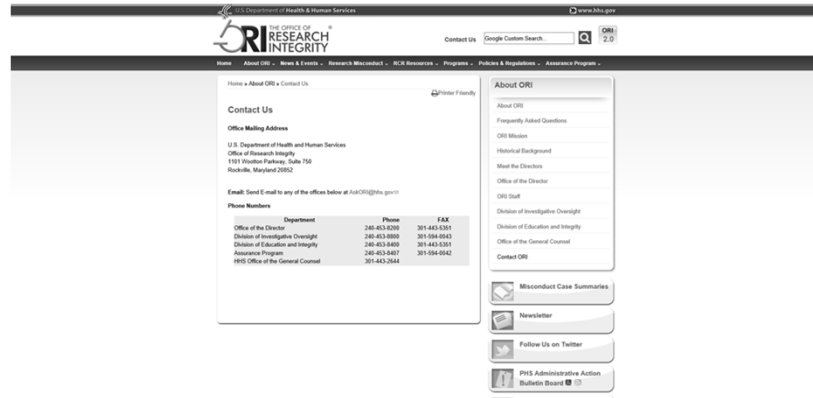 U.S. Department of Health & Human Services
www.hhs.gov
THE OFFICE OF
ORI RESEARCH
INTEGRITY
Contact Us
Google Custom Search...
ORI
2.0
Home About ORI News & Events Research Misconduct RCR Resources Programs Policies & Regulations Assurance Program
Home » About ORI » Contact Us
Printer Friendly
Contact Us
Office Mailing Address
U.S. Department of Health and Human Services
Office of Research Integrity
1101 Wootton Parkway, Suite 750
Rockville, Maryland 20852
Email: Send E-mail to any of the offices below at AskORI@hhs.gov
Phone Numbers
Department Phone FAX
Office of the Director 240-453-8200 301-443-5351
Division of Investigative Oversight 240-453-8800 301-594-0043
Division of Education and Integrity 240-453-8400 301-443-5351
Assurance Program 240-453-8407 301-594-0042
HHS Office of the General Counsel 301-443-2644
About ORI
About ORI
Frequently Asked Questions
ORI Mission
Historical Background
Meet the Directors
Office of the Director
ORI Staff
Division of Investigative Oversight
Division of Education and Integrity
Office of the General Counsel
Contact ORI
Misconduct Case Summaries
Newsletter
Follow Us on Twitter
PHS Administrative Action
Bulletin Board